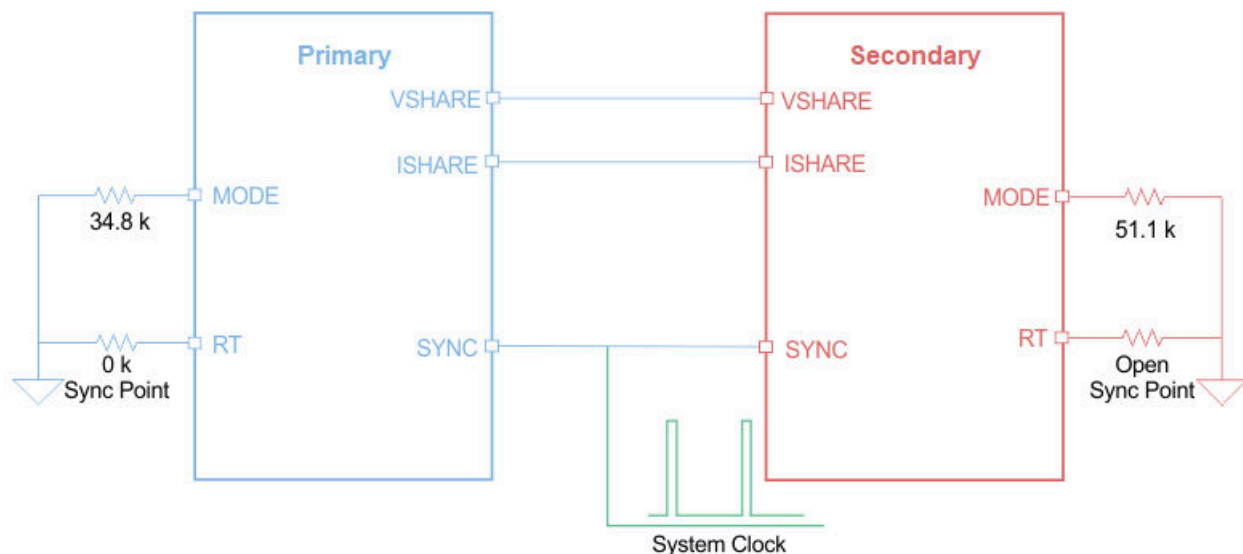 Primary
Secondary
VSHARE
VSHARE
ISHARE
ISHARE
MODE
MODE
34.8 k
51.1 k
RT
SYNC
SYNC
RT
0 k
Sync Point
Open
Sync Point
System Clock